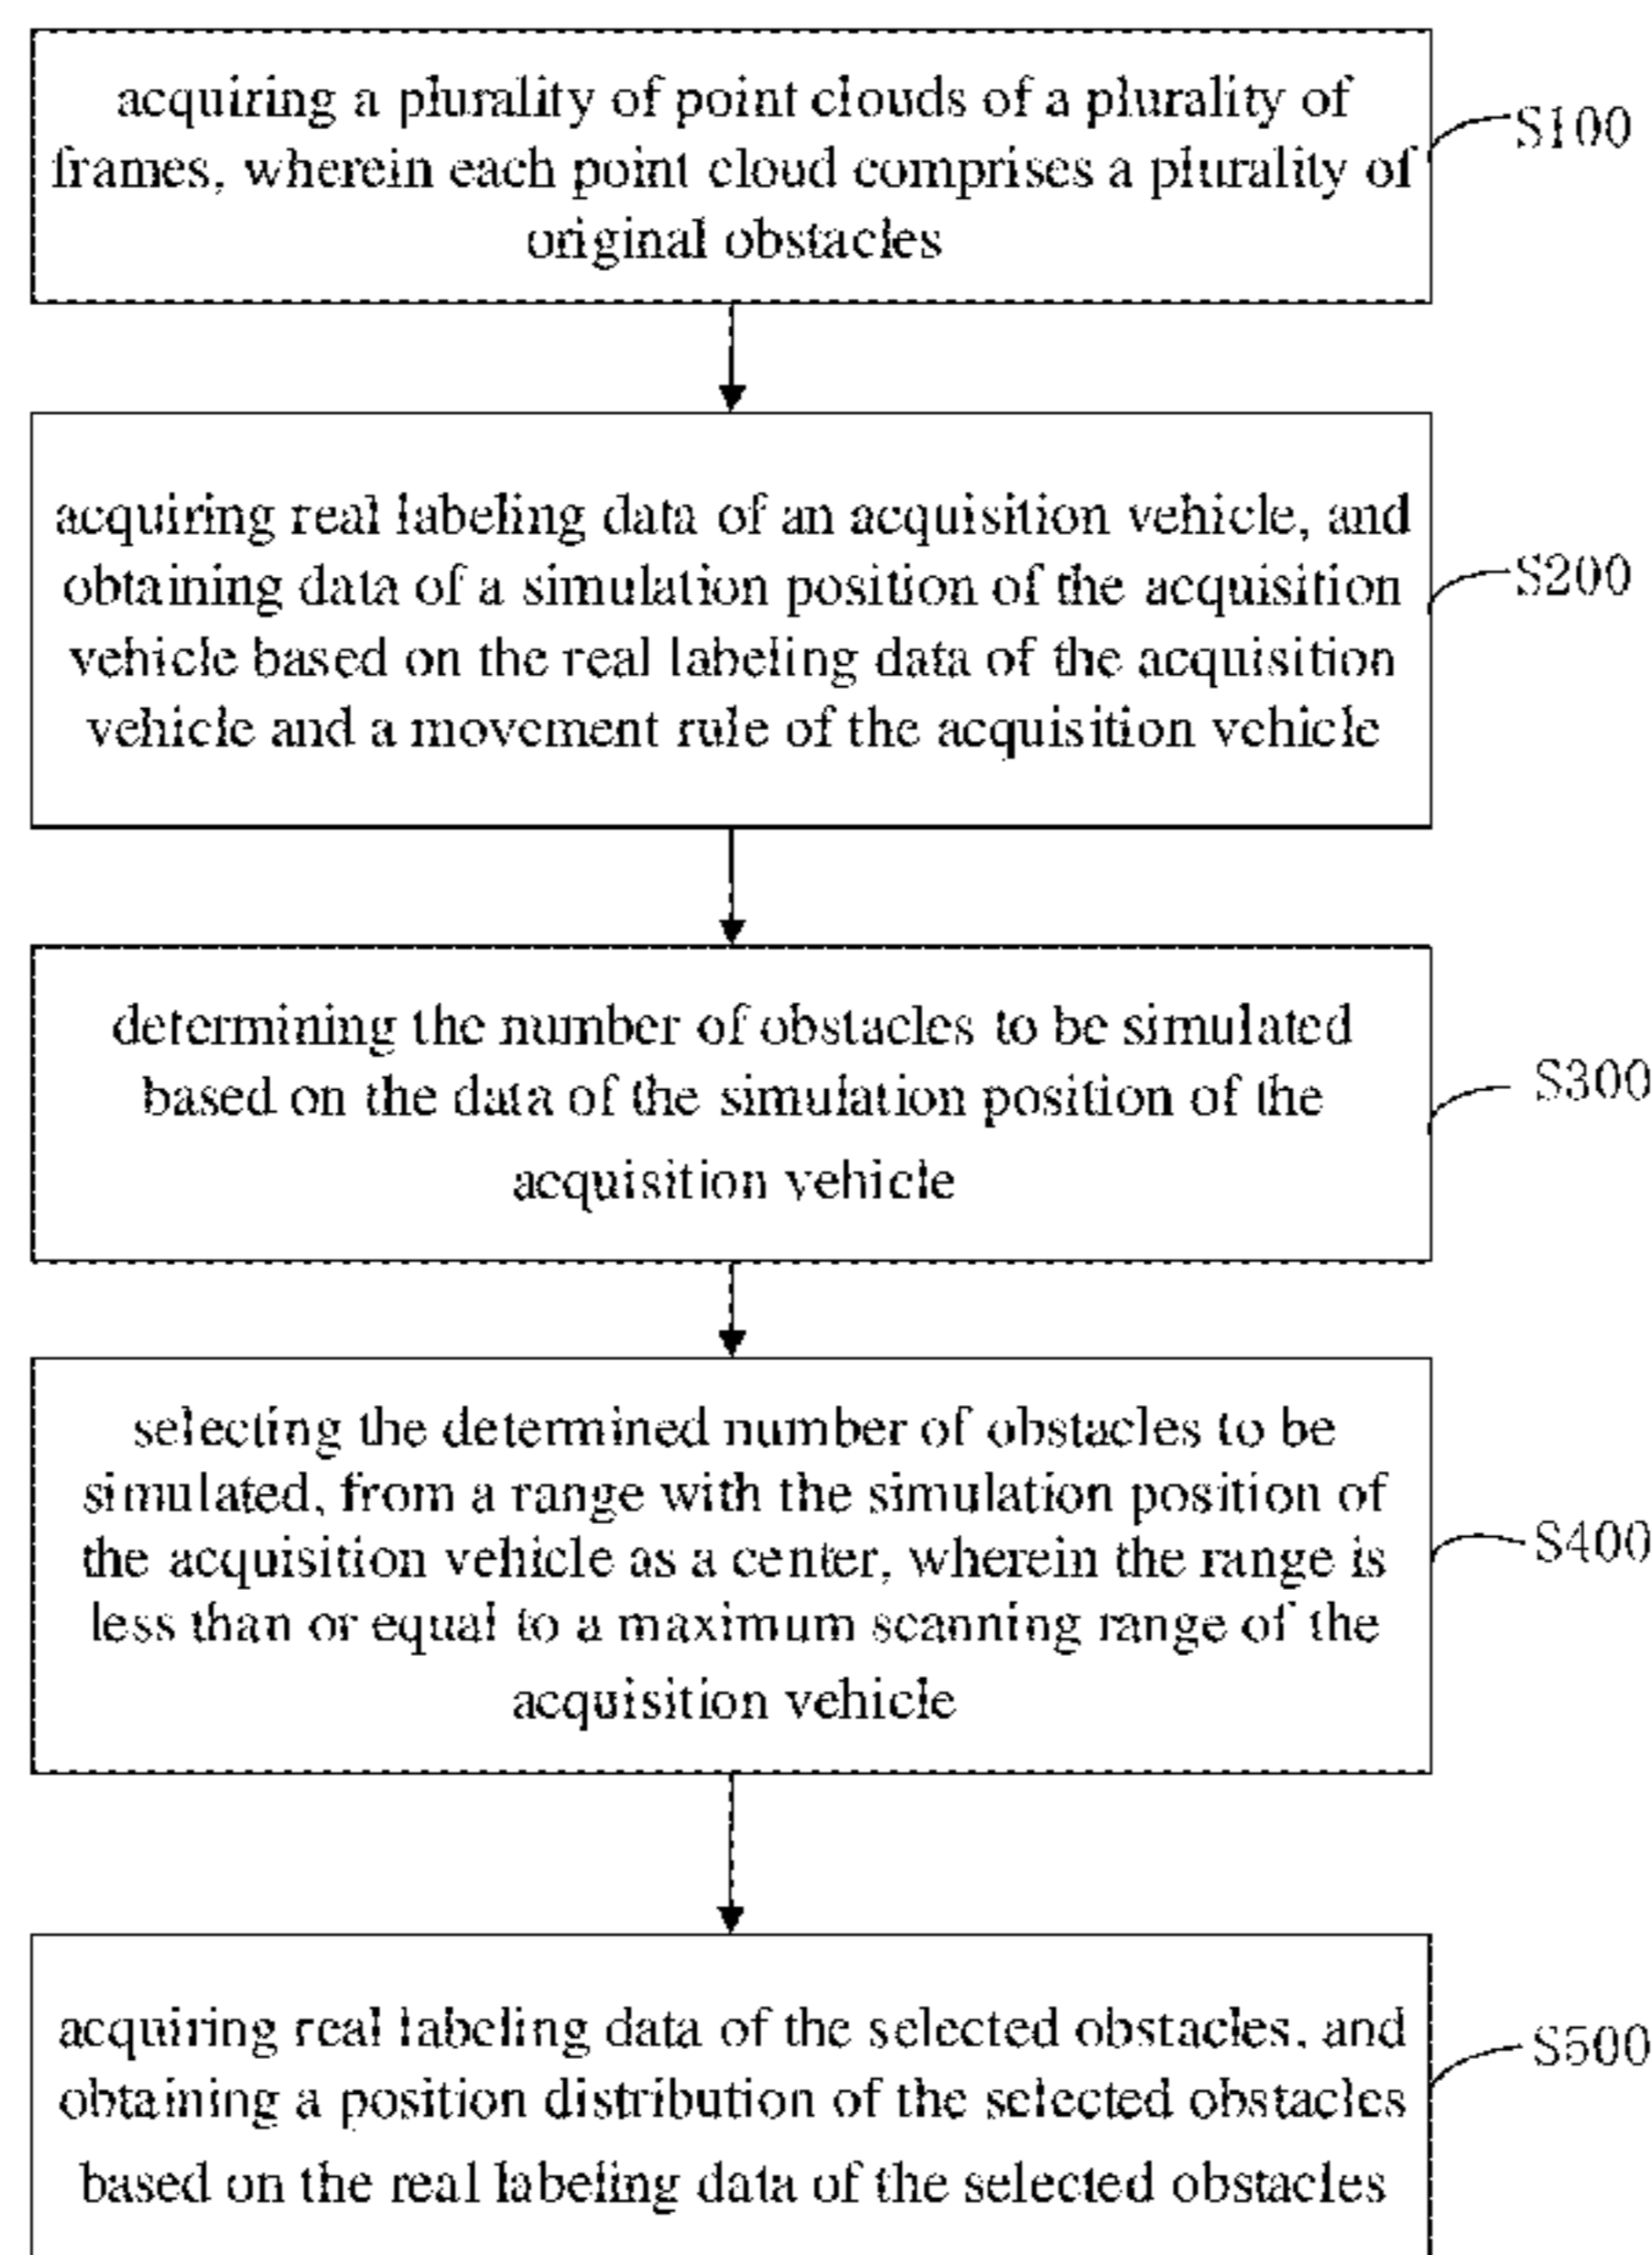 acquiring a plurality of point clouds of a plurality of
frames, wherein each point cloud comprises a plurality of
original obstacles
S100
acquiring real labeling data of an acquisition vehicle, and
obtaining data of a simulation position of the acquisition
vehicle based on the real labeling data of the acquisition
vehicle and a movement rule of the acquisition vehicle
S200
determining the number of obstacles to be simulated
based on the data of the simulation position of the
acquisition vehicle
S300
selecting the determined number of obstacles to be
simulated, from a range with the simulation position of
the acquisition vehicle as a center, wherein the range is
less than or equal to a maximum scanning range of the
acquisition vehicle
S400
acquiring real labeling data of the selected obstacles, and
obtaining a position distribution of the selected obstacles
based on the real labeling data of the selected obstacles
S500